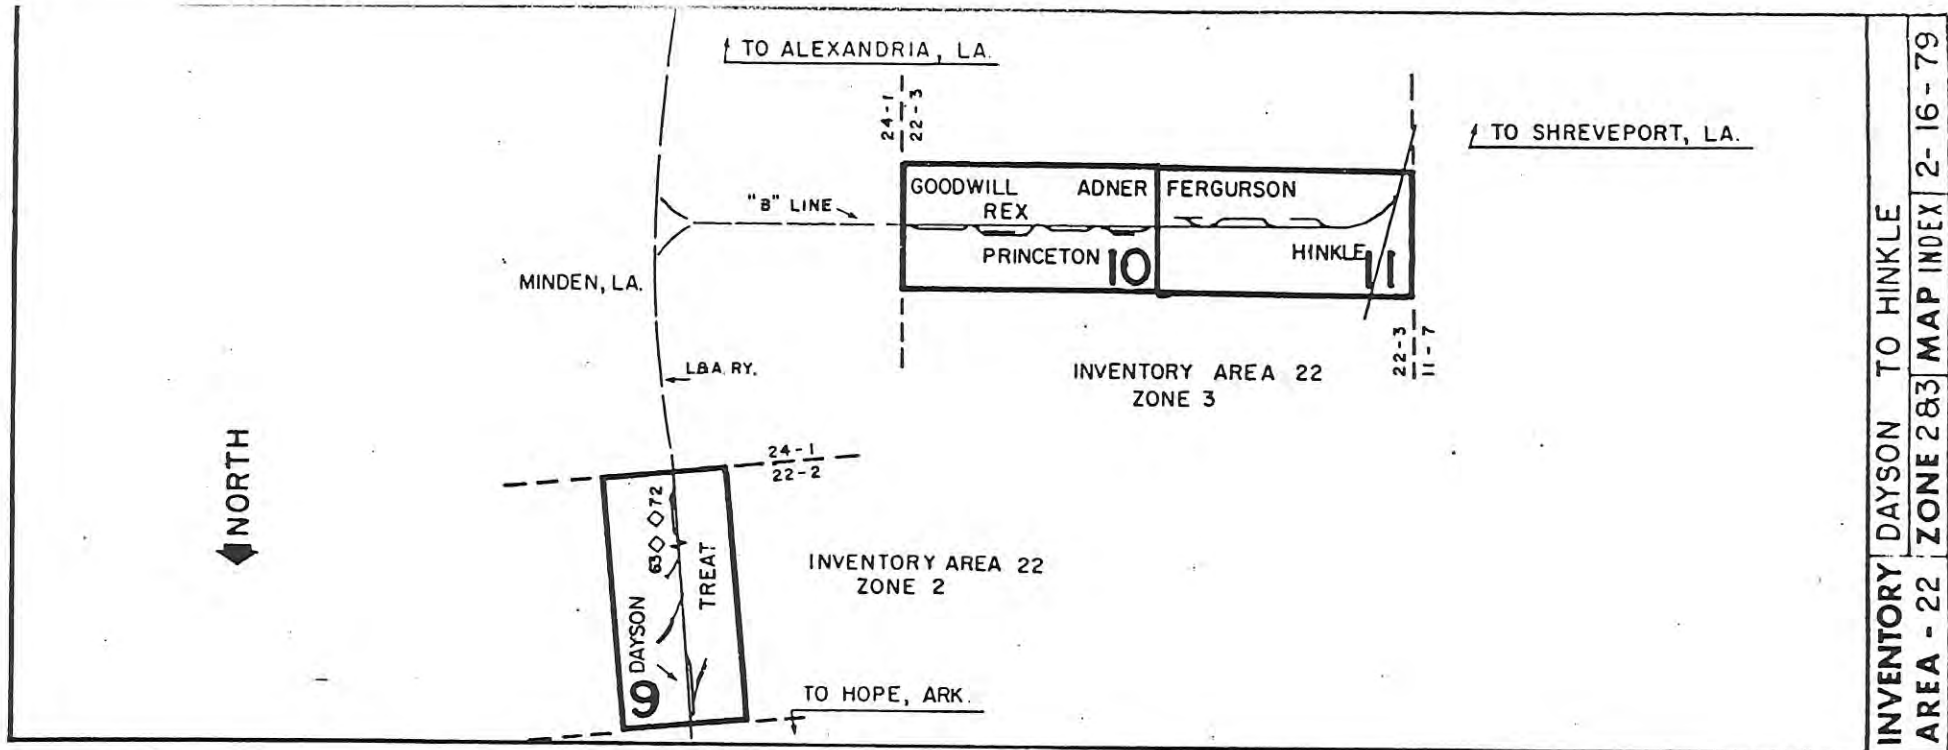 TO ALEXANDRIA, LA.
24-1
22-3
TO SHREVEPORT, LA.
GOODWILL
ADNER
FERGURSON
REX
"B" LINE
PRINCETON
10
HINKLE
11
MINDEN, LA.
22-3
11-7
L&A. RY.
INVENTORY AREA 22
ZONE 3
NORTH
24-1
22-2
63
72
TREAT
DAYSON
9
INVENTORY AREA 22
ZONE 2
TO HOPE, ARK.
INVENTORY
AREA - 22
DAYSON TO HINKLE
ZONE 2&3
MAP INDEX
2-16-79